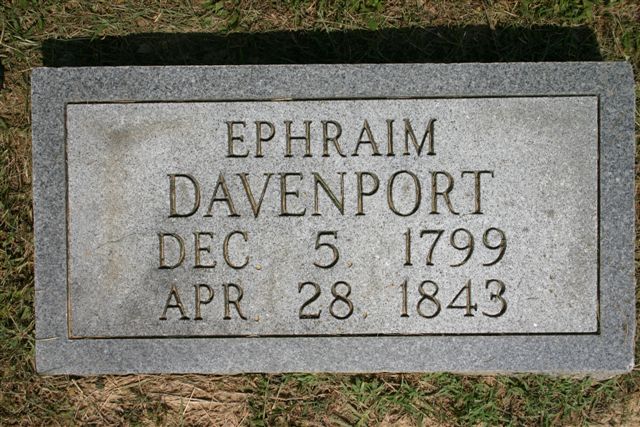 EPHRAIM
DAVENPORT
DEC. 5. 1799
APR. 28. 1843